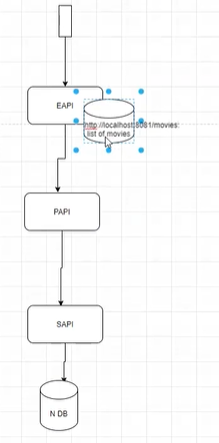 EAPI
http://localhost:8081/movies:
list of movies
PAPI
SAPI
N DB